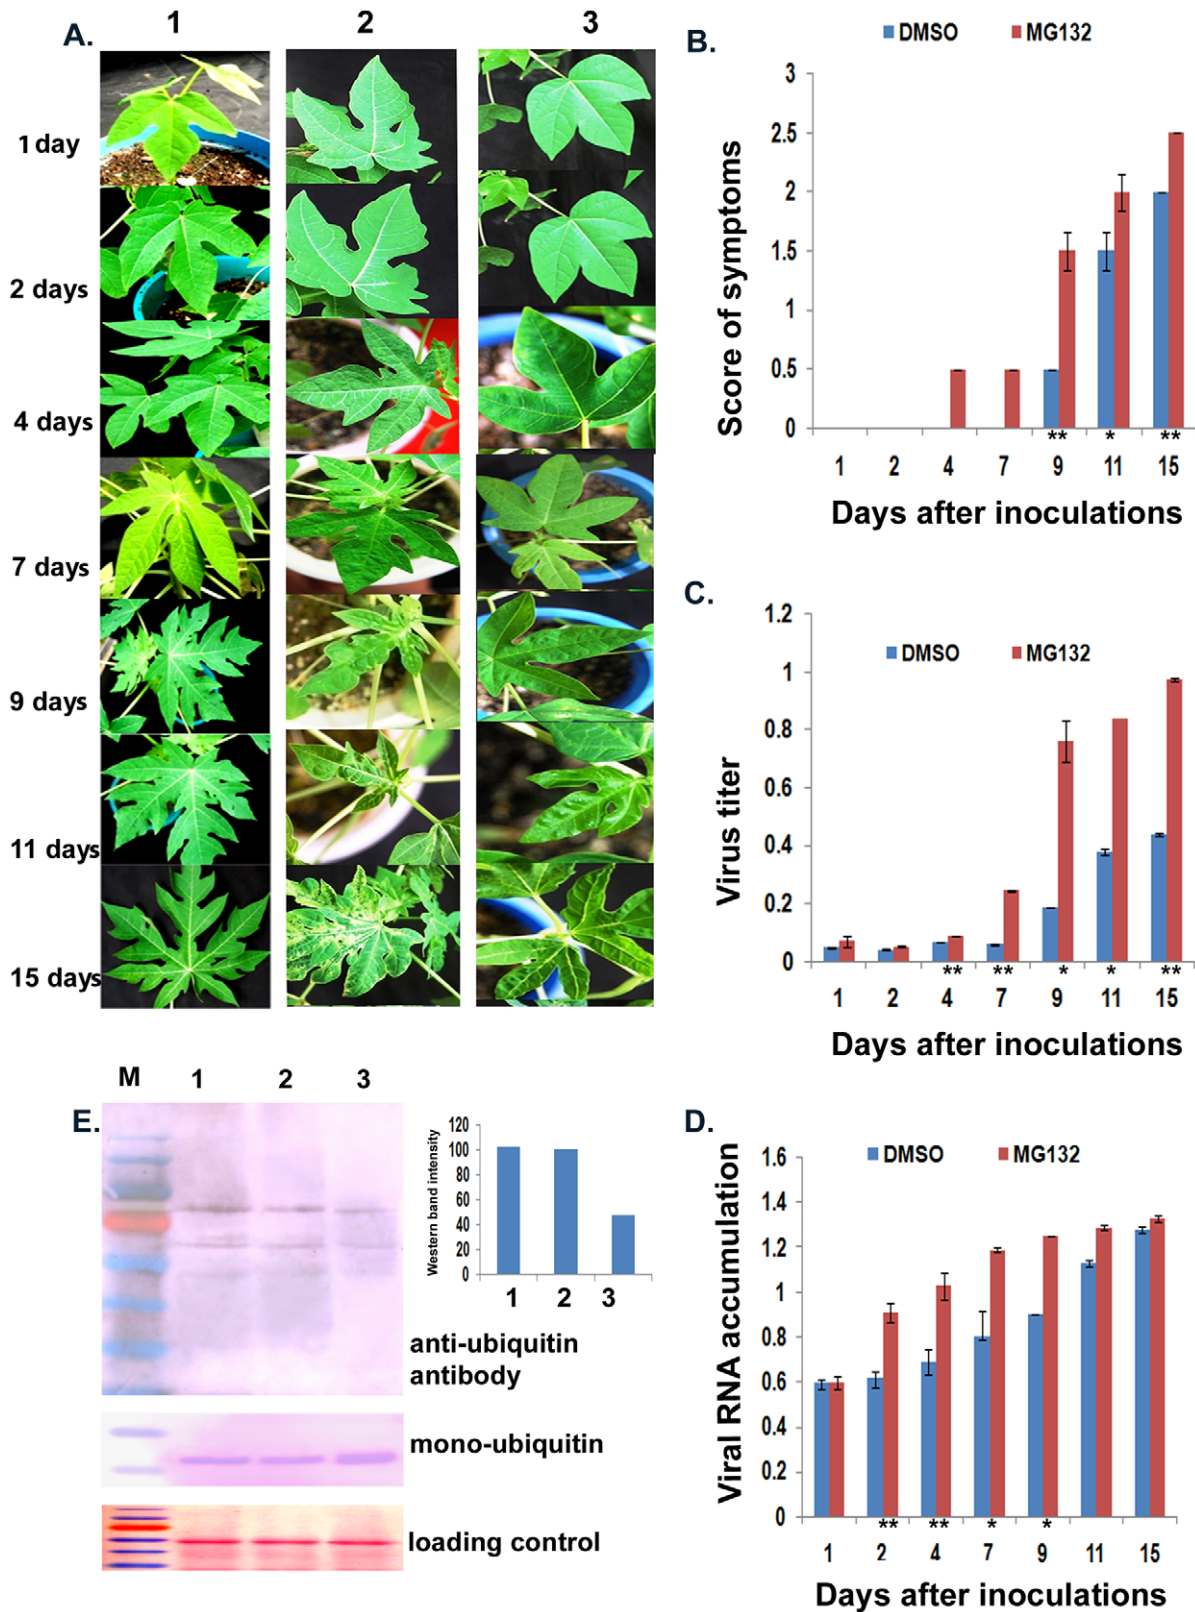 A.
1 2 3
1 day
2 days
4 days
7 days
9 days
11 days
15 days
B.
DMSO MG132
3
2.5
2
1.5
1
0.5
0
Score of symptoms
** * **
1 2 4 7 9 11 15
Days after inoculations
C.
1.2
DMSO MG132
1
0.8
0.6
0.4
0.2
0
Virus titer
** ** * * **
1 2 4 7 9 11 15
Days after inoculations
E.
M 1 2 3
120
100
80
60
40
20
0
Western band intensity
1 2 3
anti-ubiquitin
antibody
mono-ubiquitin
loading control
D.
DMSO MG132
1.6
1.4
1.2
1
0.8
0.6
0.4
0.2
0
Viral RNA accumulation
** ** * *
1 2 4 7 9 11 15
Days after inoculations